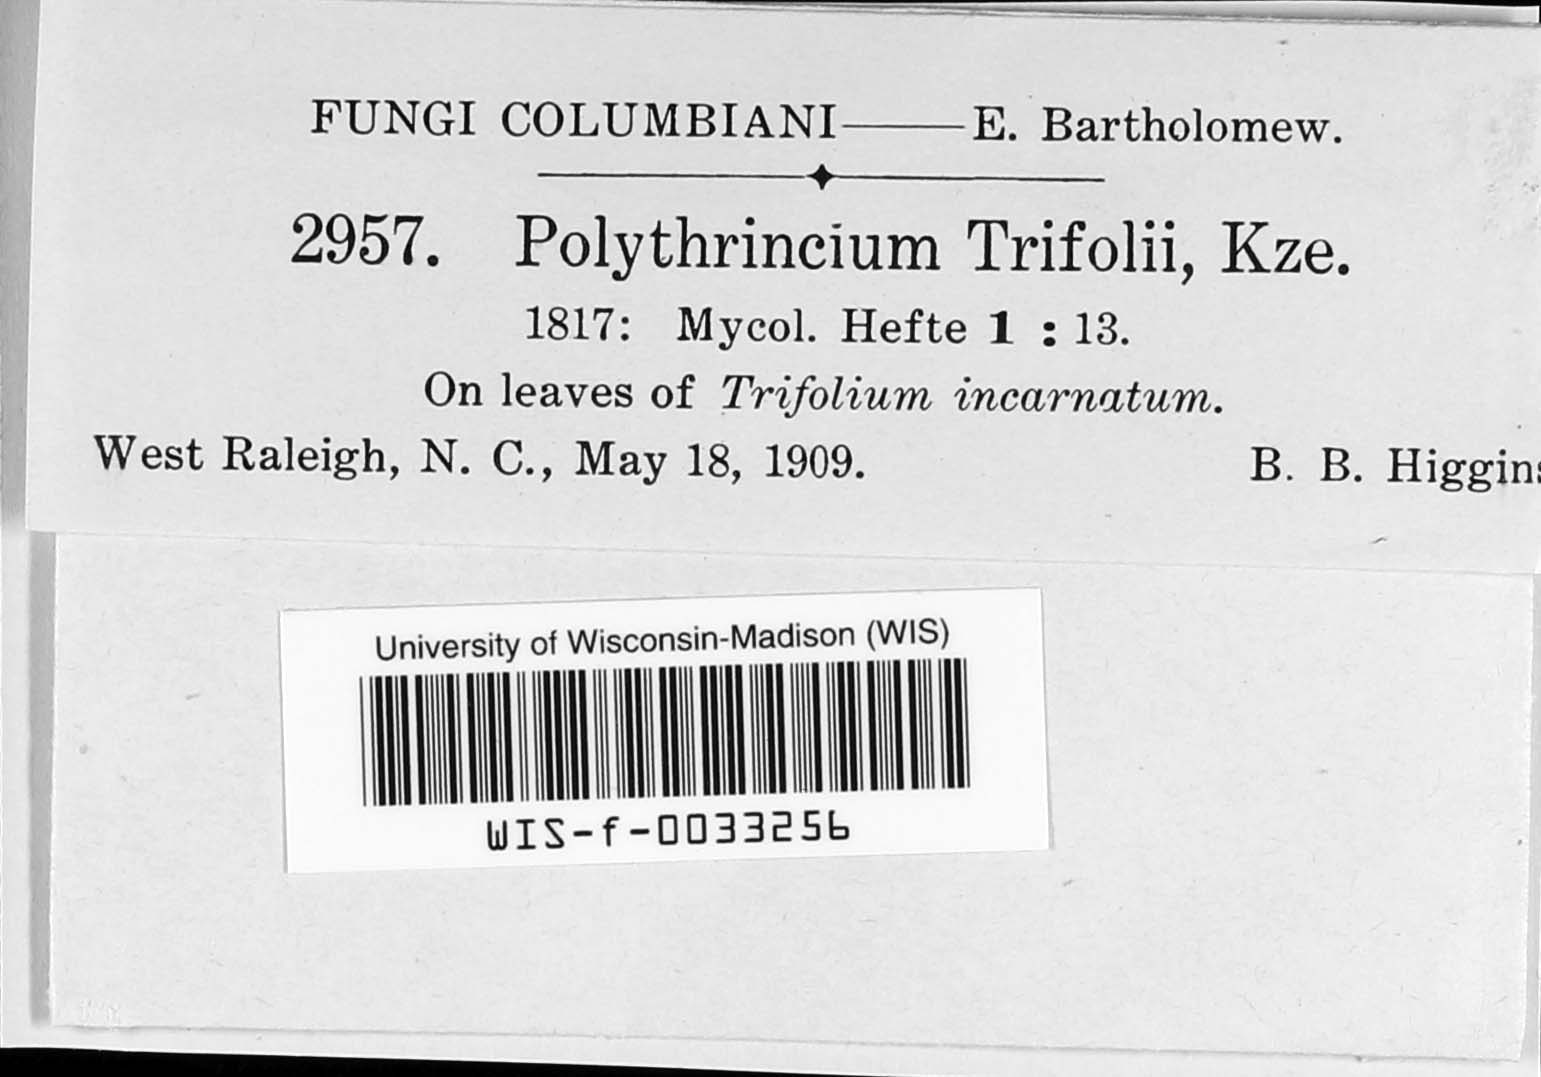 FUNGI COLUMBIANI——E. Bartholomew.
2957. Polythrincium Trifolii, Kze.
1817: Mycol. Hefte 1 : 13.
On leaves of Trifolium incarnatum.
West Raleigh, N. C., May 18, 1909. B. B. Higgins
University of Wisconsin-Madison (WIS)
WIS-f-0033256